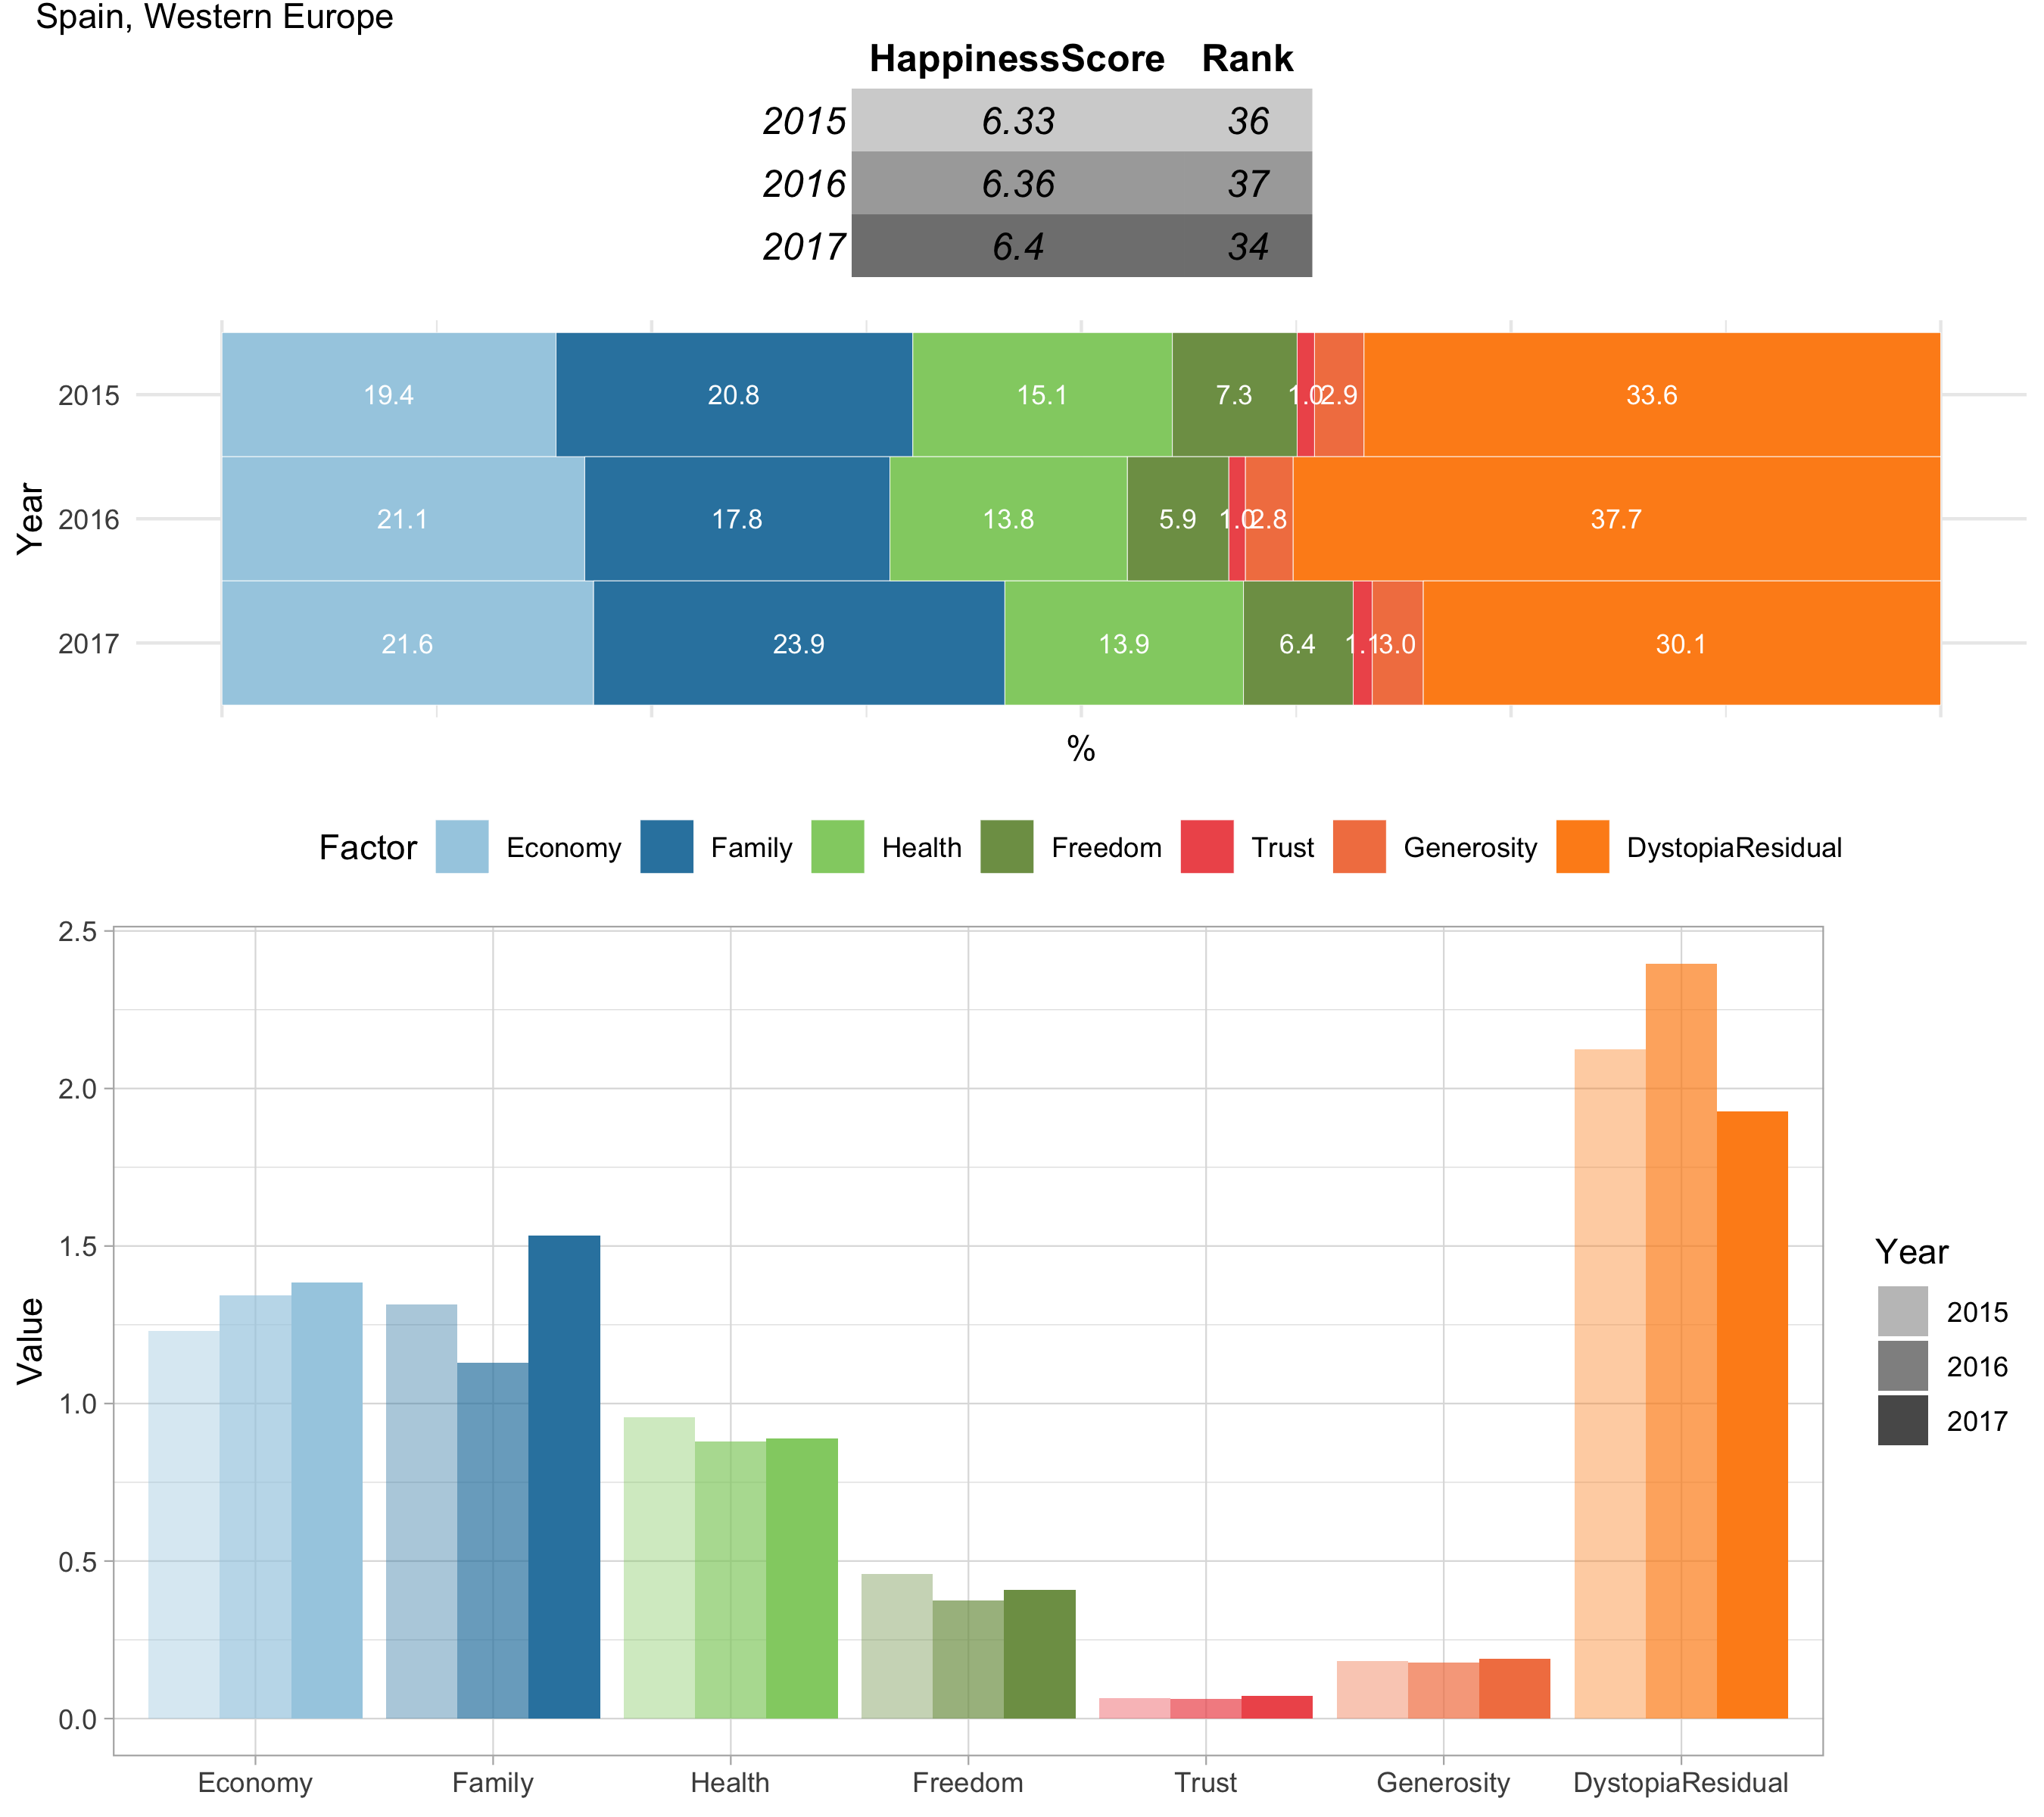 Spain, Western Europe
HappinessScore Rank
2015 6.33 36
2016 6.36 37
2017 6.4 34
Year
2015 19.4 20.8 15.1 7.3 1.0 2.9 33.6
2016 21.1 17.8 13.8 5.9 1.0 2.8 37.7
2017 21.6 23.9 13.9 6.4 1.1 3.0 30.1
%
Factor Economy Family Health Freedom Trust Generosity DystopiaResidual
Value
2.5
2.0
1.5
1.0
0.5
0.0
Economy Family Health Freedom Trust Generosity DystopiaResidual
Year
2015
2016
2017